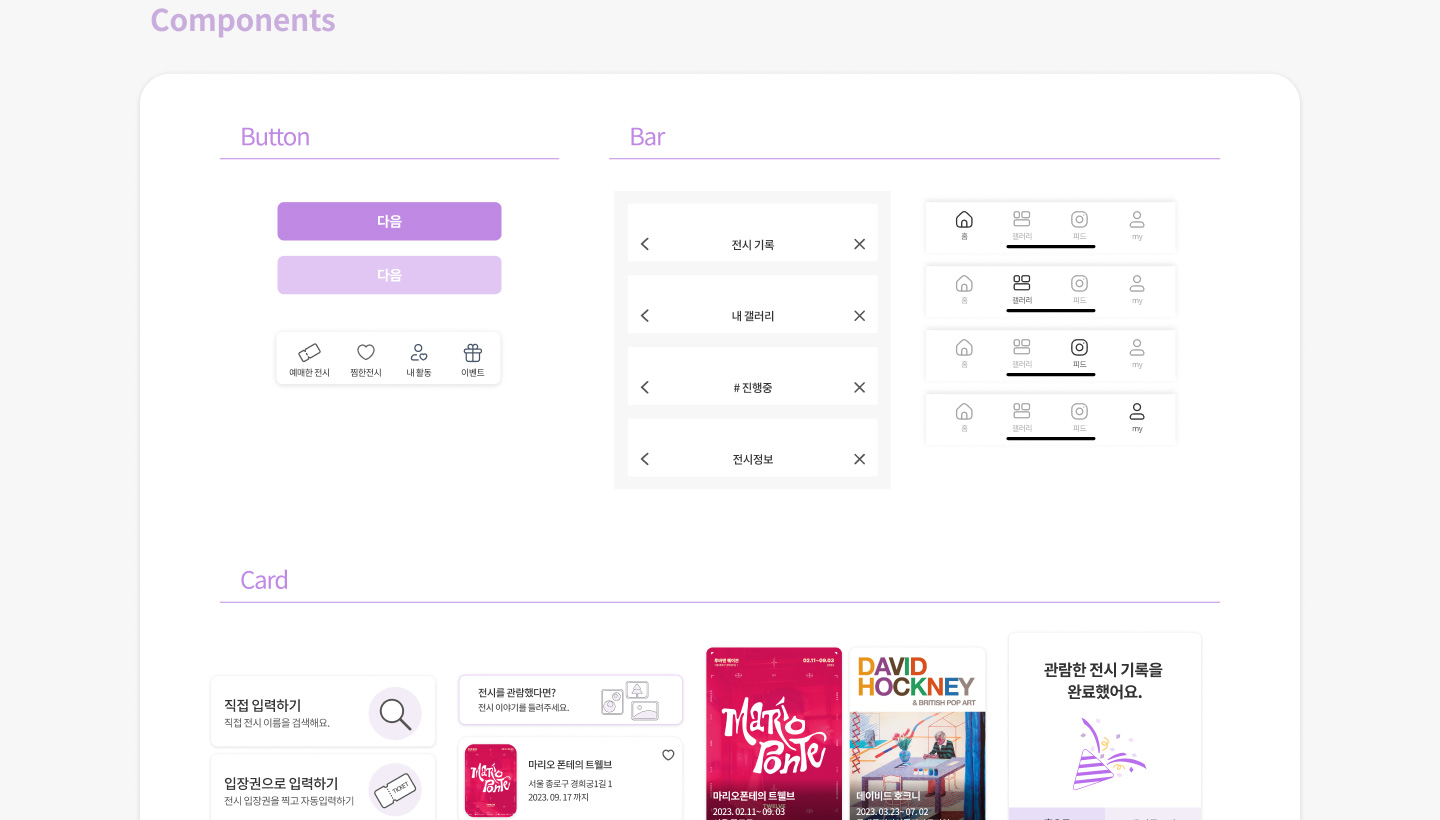 Components
Button
Bar
다음
다음
예매한 전시
찜한전시
내 활동
이벤트
전시 기록
내 갤러리
# 진행중
전시정보
홈
갤러리
피드
my
홈
갤러리
피드
my
홈
갤러리
피드
my
홈
갤러리
피드
my
Card
직접 입력하기
직접 전시 이름을 검색해요.
입장권으로 입력하기
전시 입장권을 찍고 자동입력하기
TICKET
전시를 관람했다면?
전시 이야기를 들려주세요.
마리오 폰테의 트웰브
서울 종로구 경희궁1길 1
2023. 09. 17 까지
MaRio
Ponte
02.11~09.03
MaRio
Ponte
마리오폰테의 트웰브
2023. 02.11~ 09. 03
DAVID
HOCKNEY
& BRITISH POP ART
데이비드 호크니
2023. 03.23~ 07. 02
관람한 전시 기록을
완료했어요.